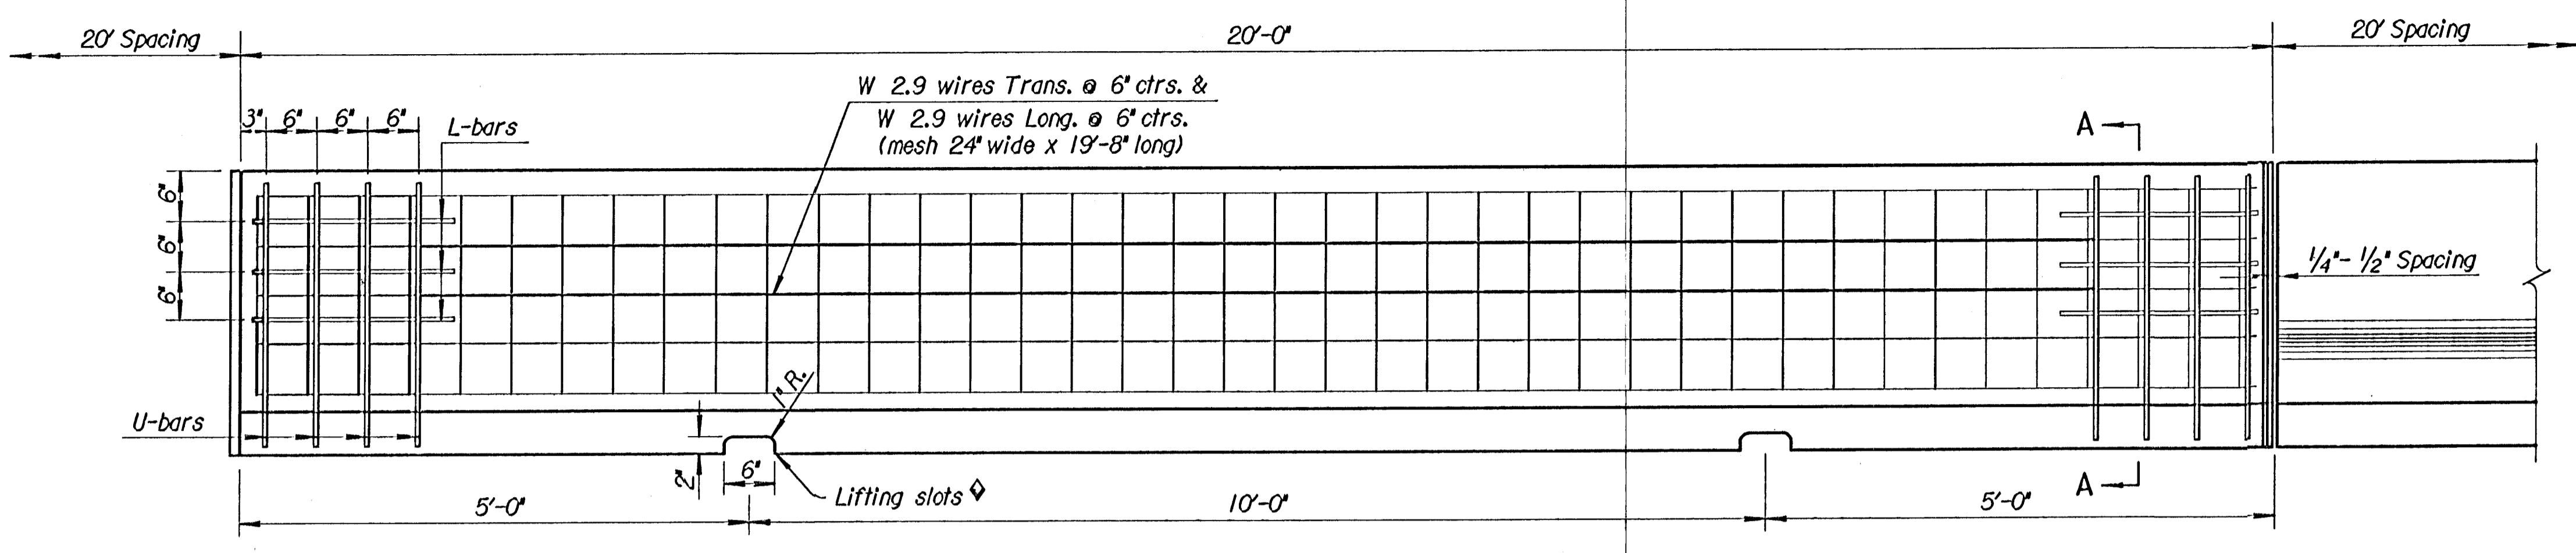 20' Spacing
20'-0"
20' Spacing
W 2.9 wires Trans. @ 6" ctrs. &
W 2.9 wires Long. @ 6" ctrs.
(mesh 24" wide x 19'-8" long)
3" 6" 6" 6"
L-bars
A
6"
6"
6"
1/4"- 1/2" Spacing
1" R.
U-bars
2"
6"
Lifting slots ◊
A
5'-0"
10'-0"
5'-0"